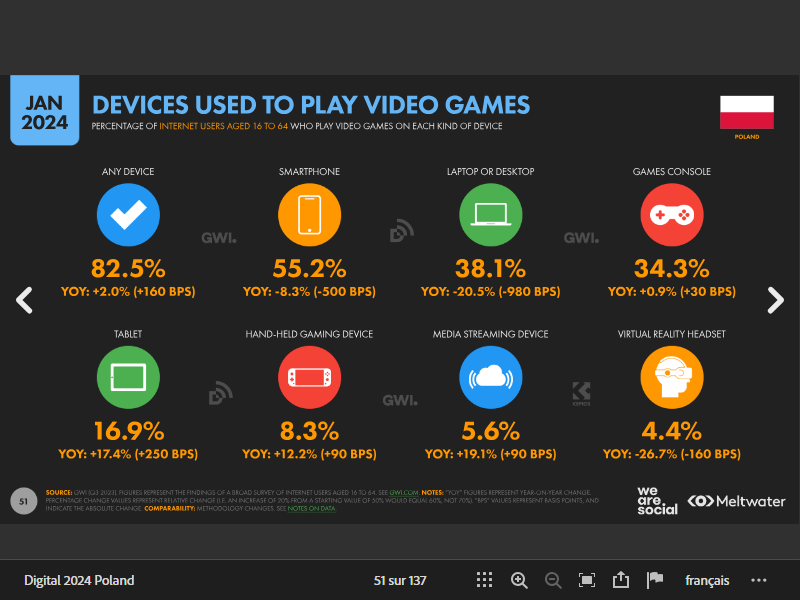 JAN
2024
DEVICES USED TO PLAY VIDEO GAMES
PERCENTAGE OF INTERNET USERS AGED 16 TO 64 WHO PLAY VIDEO GAMES ON EACH KIND OF DEVICE
POLAND
ANY DEVICE
SMARTPHONE
LAPTOP OR DESKTOP
GAMES CONSOLE
GWI.
GWI.
82.5%
55.2%
38.1%
34.3%
YOY: +2.0% (+160 BPS)
YOY: -8.3% (-500 BPS)
YOY: -20.5% (-980 BPS)
YOY: +0.9% (+30 BPS)
TABLET
HAND-HELD GAMING DEVICE
MEDIA STREAMING DEVICE
VIRTUAL REALITY HEADSET
GWI.
KEPIOS
16.9%
8.3%
5.6%
4.4%
YOY: +17.4% (+250 BPS)
YOY: +12.2% (+90 BPS)
YOY: +19.1% (+90 BPS)
YOY: -26.7% (-160 BPS)
51
SOURCE: GWI (Q3 2023). FIGURES REPRESENT THE FINDINGS OF A BROAD SURVEY OF INTERNET USERS AGED 16 TO 64. SEE GWI.COM. NOTES: "YOY" FIGURES REPRESENT YEAR-ON-YEAR CHANGE.
PERCENTAGE CHANGE VALUES REPRESENT RELATIVE CHANGE (I.E. AN INCREASE OF 20% FROM A STARTING VALUE OF 50% WOULD EQUAL 60%, NOT 70%). "BPS" VALUES REPRESENT BASIS POINTS, AND
INDICATE THE ABSOLUTE CHANGE. COMPARABILITY: METHODOLOGY CHANGES. SEE NOTES ON DATA.
we
are.
social
Meltwater
Digital 2024 Poland
51 sur 137
français